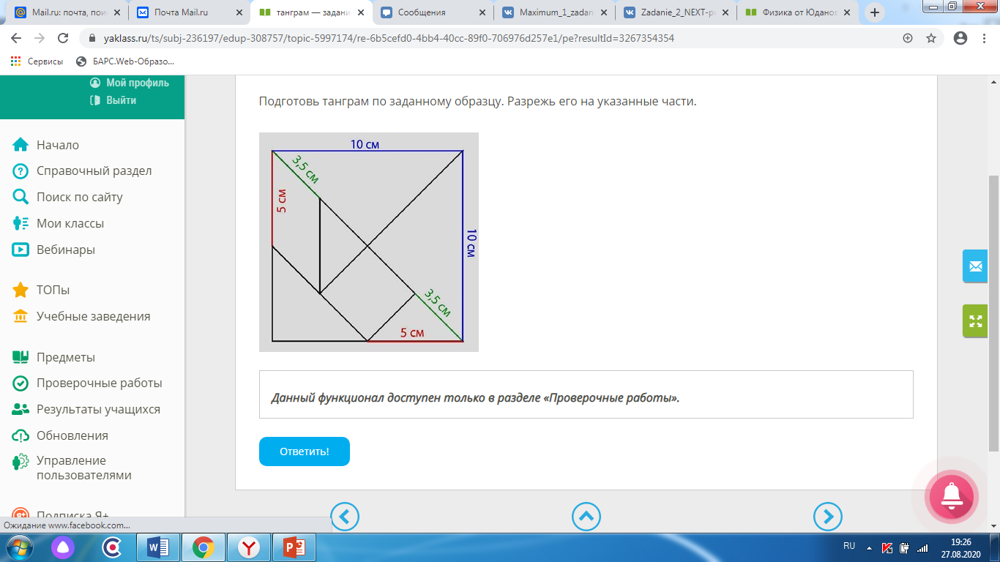 Mail.ru: почта, пои
Почта Mail.ru
танграм — задани
Сообщения
Maximum_1_zadan
Zadanie_2_NEXT-р
Физика от Юданов
yaklass.ru/ts/subj-236197/edup-308757/topic-5997174/re-6b5cefd0-4bb4-40cc-89f0-706976d257e1/pe?resultId=3267354354
Сервисы
БАРС.Web-Образо...
Мой профиль
Выйти
Начало
Справочный раздел
Поиск по сайту
Мои классы
Вебинары
ТОПы
Учебные заведения
Предметы
Проверочные работы
Результаты учащихся
Обновления
Управление
пользователями
Подписка Я+
Подготовь танграм по заданному образцу. Разрежь его на указанные части.
10 см
3,5 см
5 см
10 см
3,5 см
5 см
Данный функционал доступен только в разделе «Проверочные работы».
Ответить!
Ожидание www.facebook.com...
RU
19:26
27.08.2020